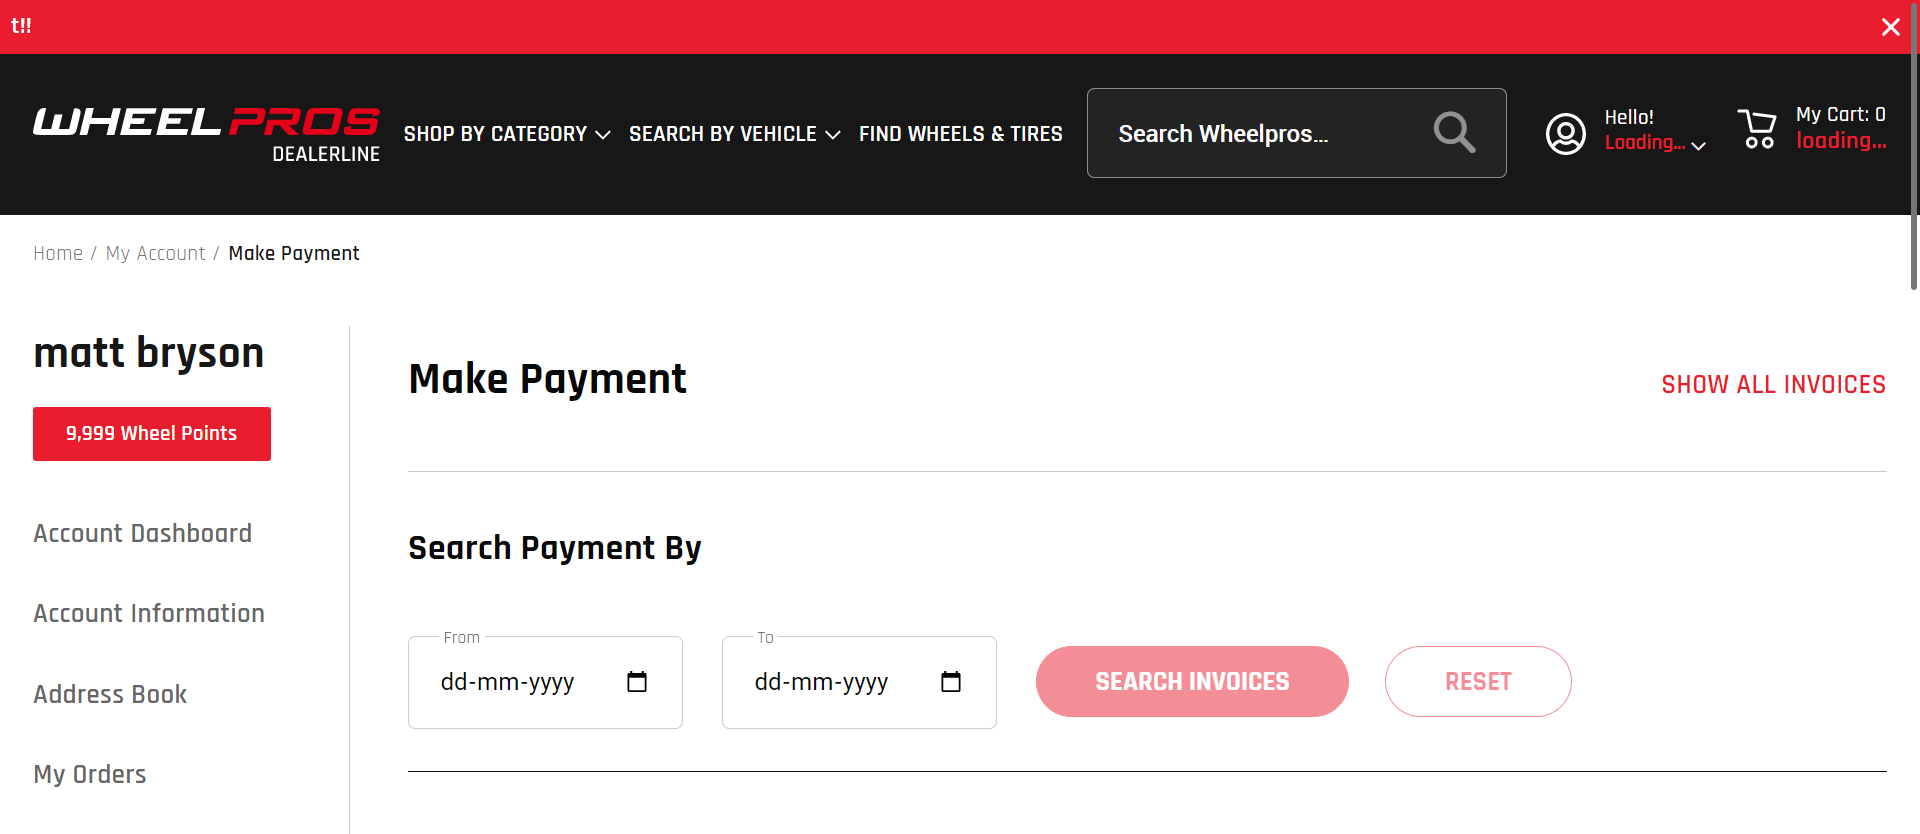 t!!
WHEEL PROS
DEALERLINE
SHOP BY CATEGORY
SEARCH BY VEHICLE
FIND WHEELS & TIRES
Search Wheelpros...
Hello!
Loading...
My Cart: 0
loading...
Home / My Account / Make Payment
matt bryson
9,999 Wheel Points
Account Dashboard
Account Information
Address Book
My Orders
Make Payment
SHOW ALL INVOICES
Search Payment By
From
dd-mm-yyyy
To
dd-mm-yyyy
SEARCH INVOICES
RESET